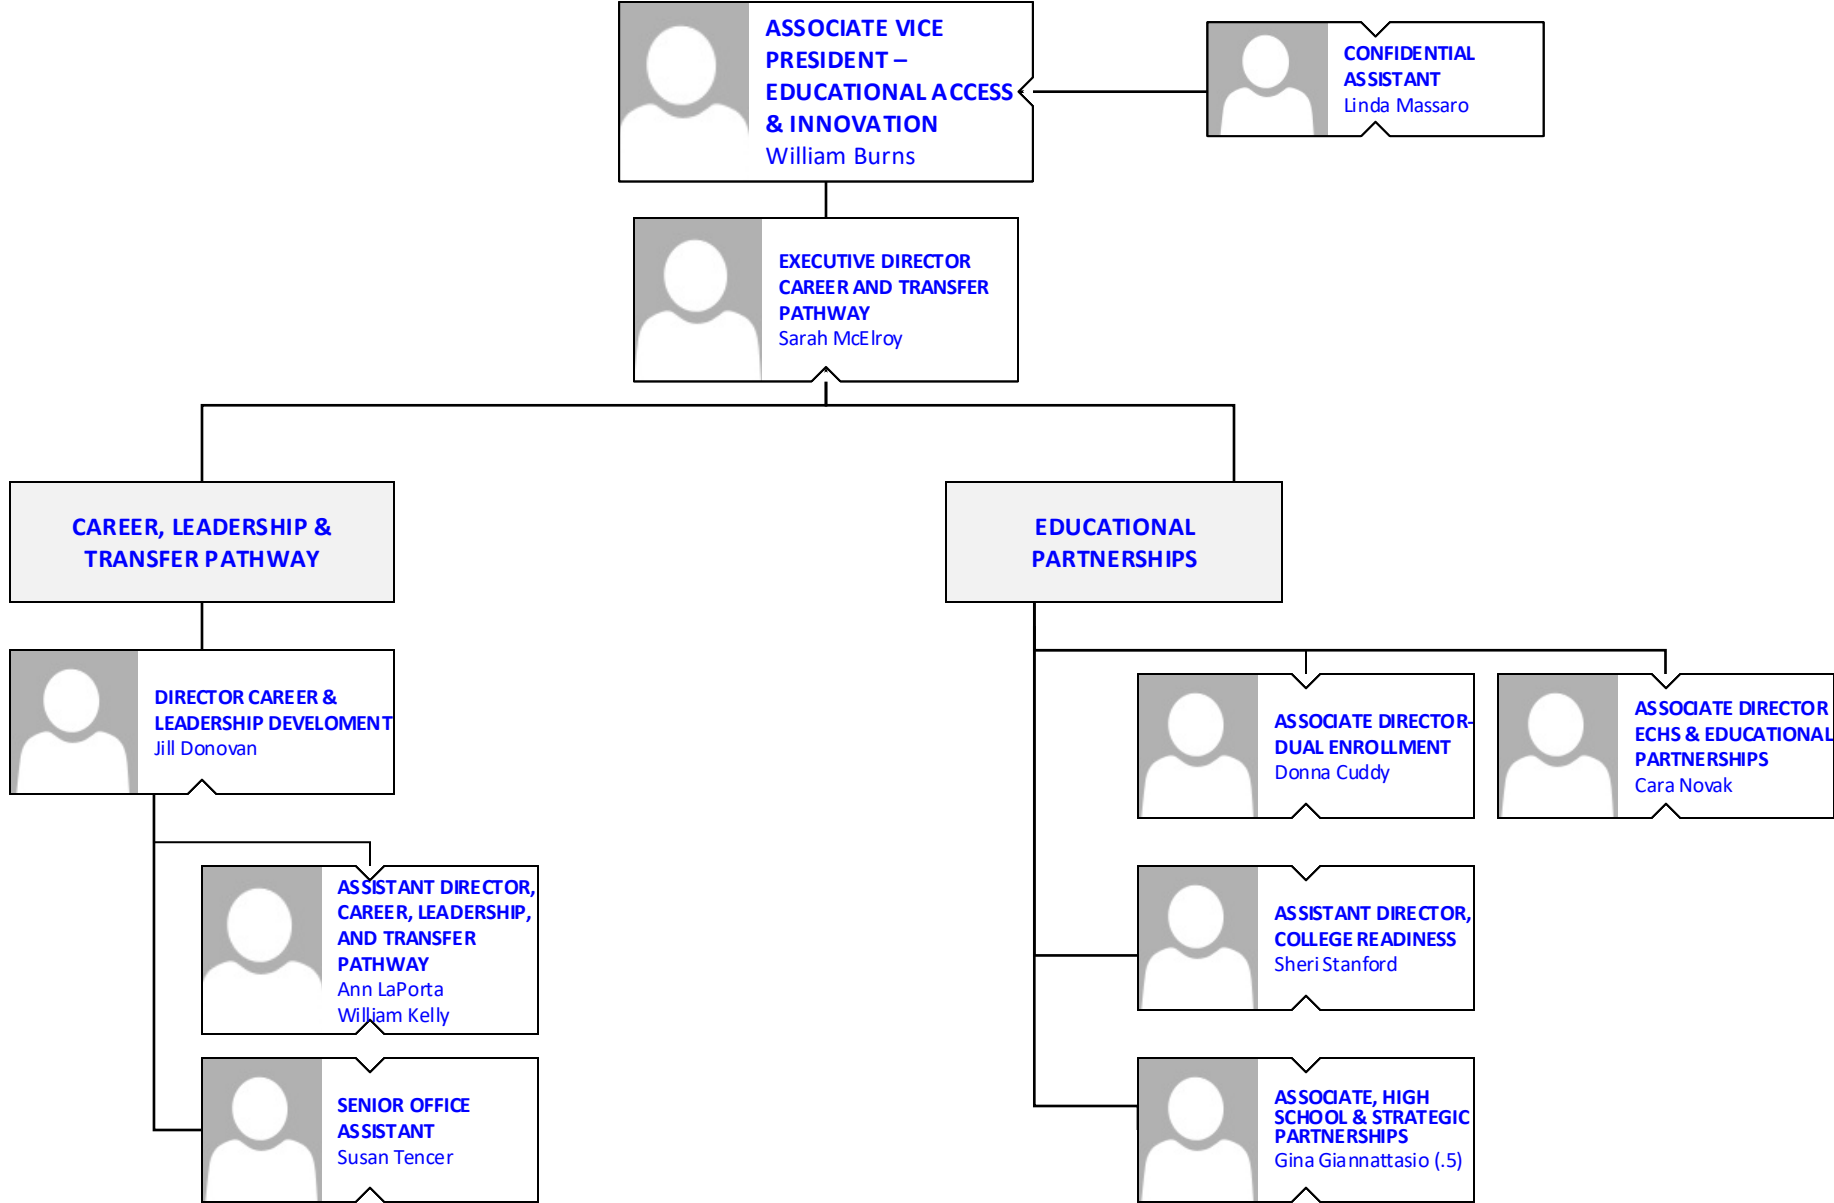 ASSOCIATE VICE
PRESIDENT –
EDUCATIONAL ACCESS
& INNOVATION
William Burns
CONFIDENTIAL
ASSISTANT
Linda Massaro
EXECUTIVE DIRECTOR
CAREER AND TRANSFER
PATHWAY
Sarah McElroy
CAREER, LEADERSHIP &
TRANSFER PATHWAY
EDUCATIONAL
PARTNERSHIPS
DIRECTOR CAREER &
LEADERSHIP DEVELOMENT
Jill Donovan
ASSOCIATE DIRECTOR-
DUAL ENROLLMENT
Donna Cuddy
ASSOCIATE DIRECTOR
ECHS & EDUCATIONAL
PARTNERSHIPS
Cara Novak
ASSISTANT DIRECTOR,
CAREER, LEADERSHIP,
AND TRANSFER
PATHWAY
Ann LaPorta
William Kelly
ASSISTANT DIRECTOR,
COLLEGE READINESS
Sheri Stanford
SENIOR OFFICE
ASSISTANT
Susan Tencer
ASSOCIATE, HIGH
SCHOOL & STRATEGIC
PARTNERSHIPS
Gina Giannattasio (.5)